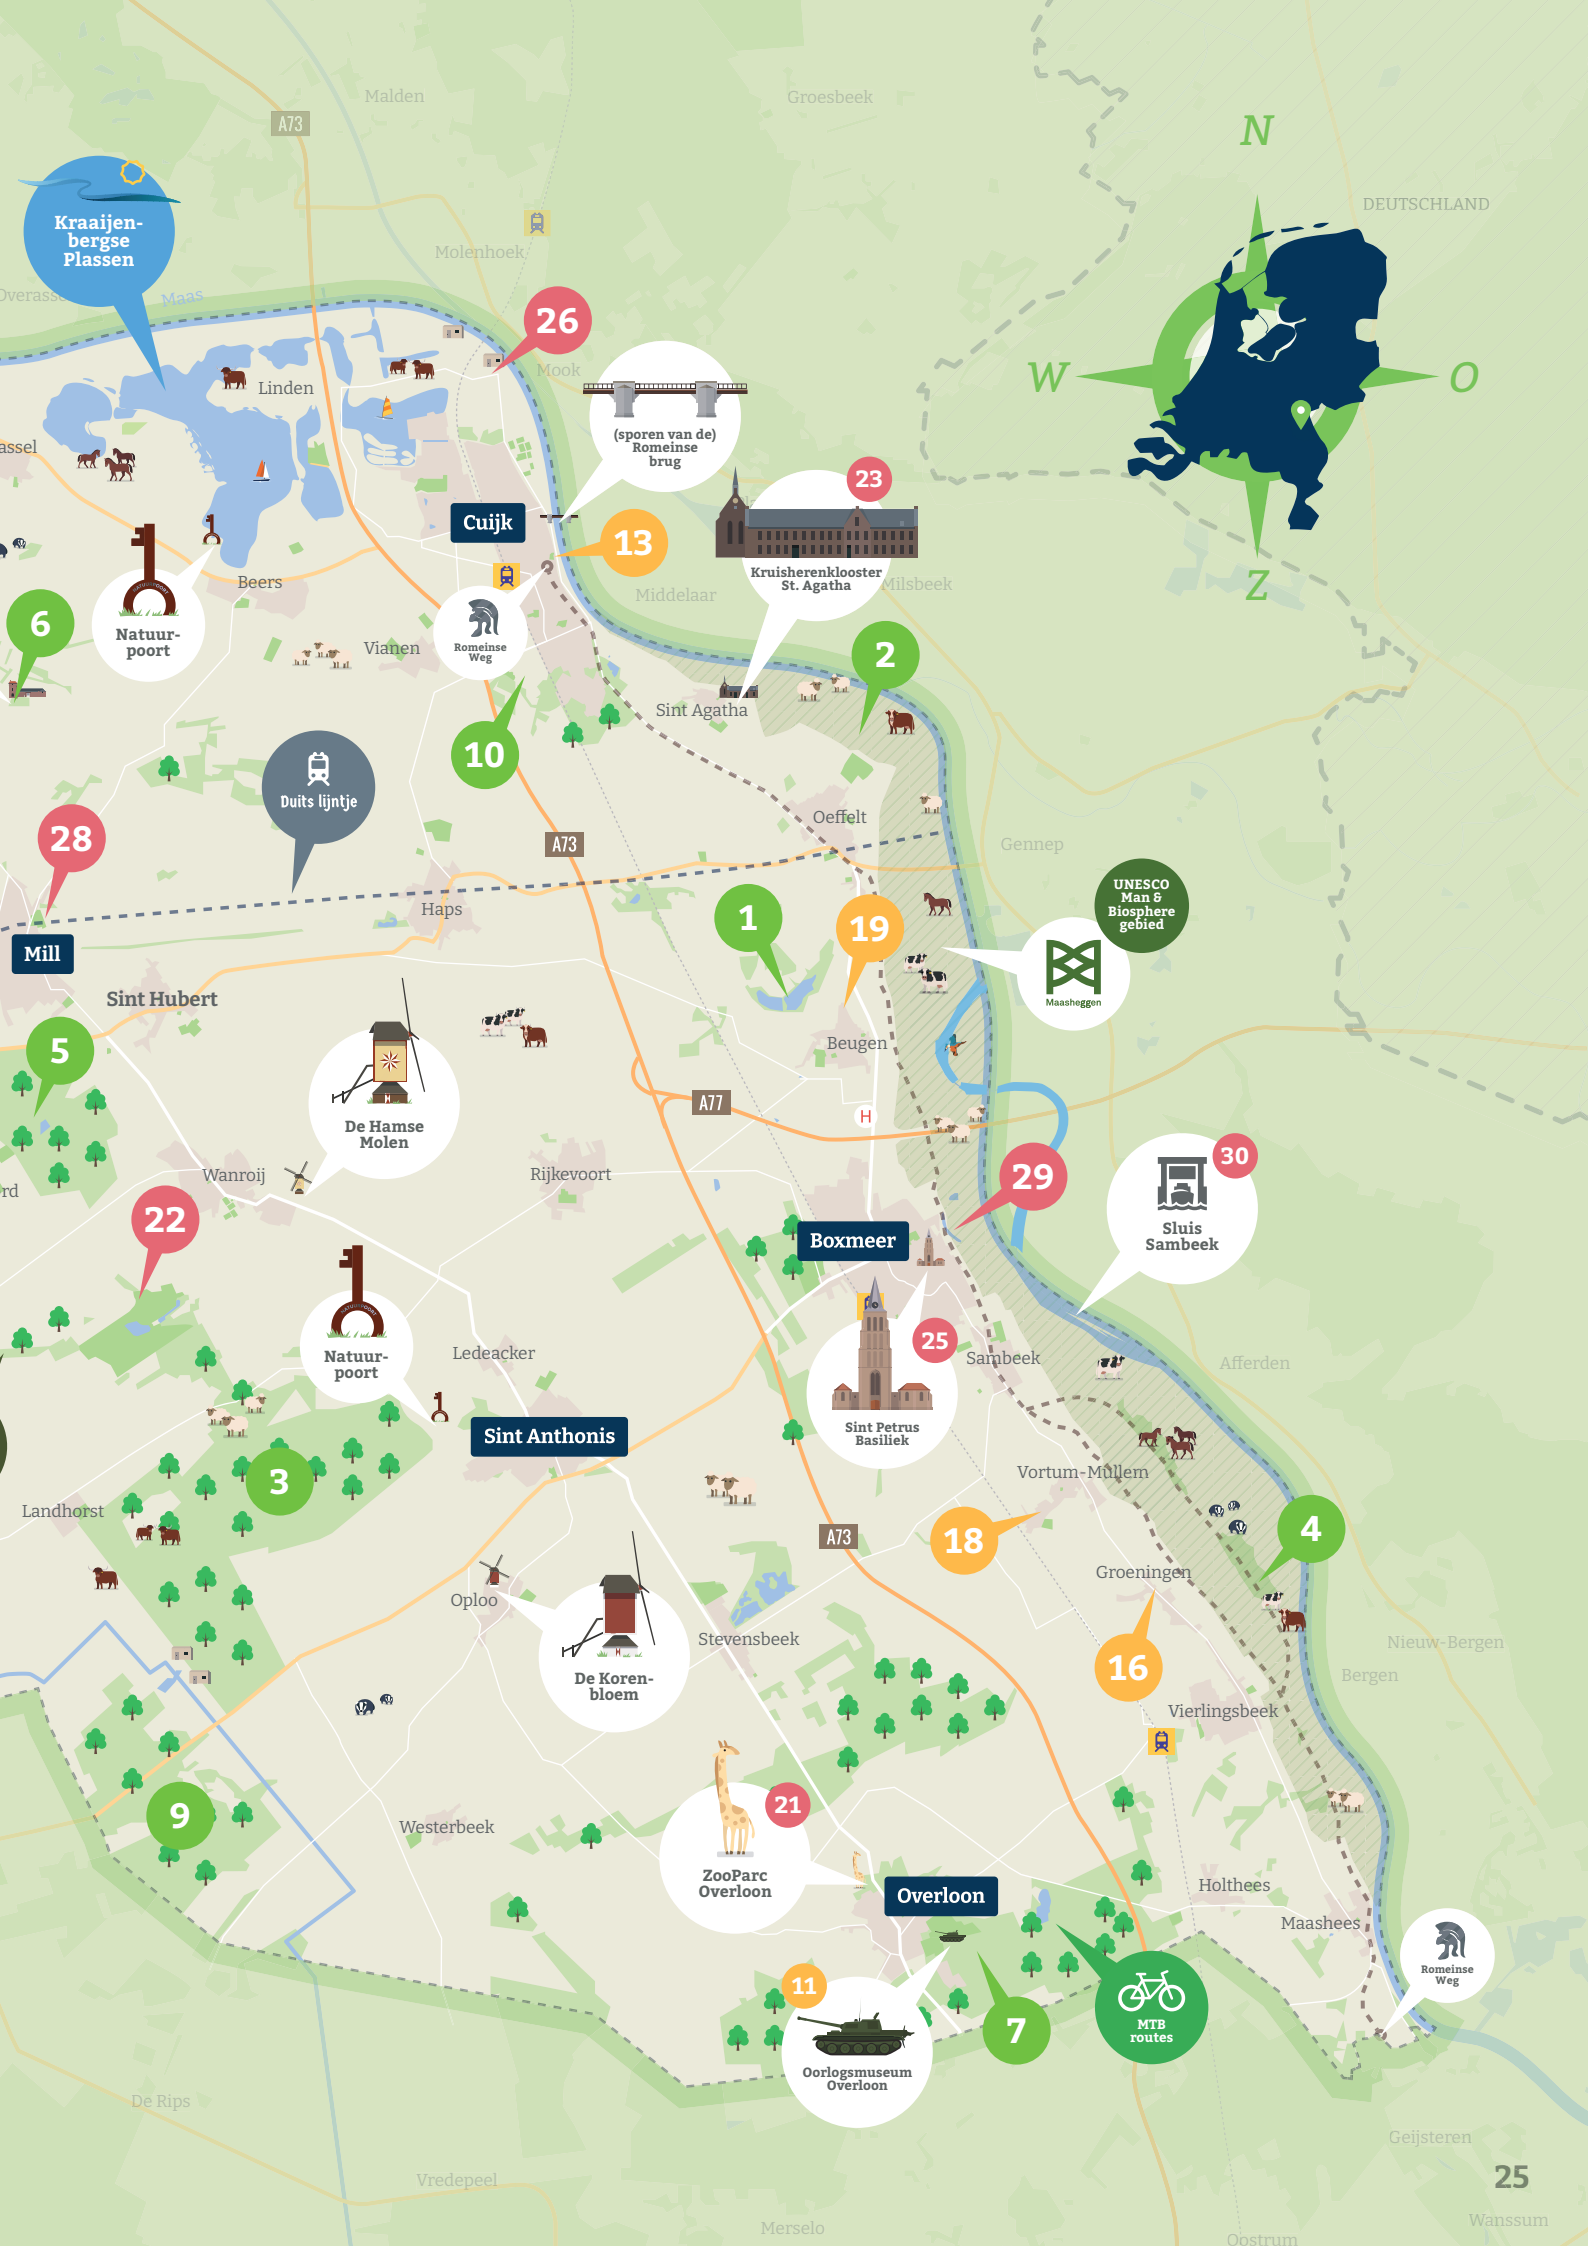 Malden
Groesbeek
A73
N
DEUTSCHLAND
Kraaijen-
bergse
Plassen
Molenhoek
Maas
26
Mook
W
O
Linden
(sporen van de)
Romeinse
brug
23
Cuijk
13
Kruisherenklooster
St. Agatha
Milsbeek
Z
Beers
Middelaar
6
Natuur-
poort
NATUURPOORT
Vianen
Romeinse
Weg
2
Sint Agatha
10
Duits lijntje
Oeffelt
28
A73
Gennep
UNESCO
Man &
Biosphere
gebied
Haps
1
19
Mill
Maasheggen
Sint Hubert
5
Beugen
A77
H
De Hamse
Molen
Wanroij
Rijkevoort
29
30
22
Boxmeer
Sluis
Sambeek
NATUURPOORT
Natuur-
poort
Ledeacker
25
Sambeek
Afferden
Sint Anthonis
Sint Petrus
Basiliek
3
Vortum-Mullem
Landhorst
A73
18
4
Groeningen
Oploo
Stevensbeek
Nieuw-Bergen
De Koren-
bloem
16
Bergen
Vierlingsbeek
9
21
Westerbeek
ZooParc
Overloon
Overloon
Holthees
Maashees
Romeinse
Weg
11
7
MTB
routes
Oorlogsmuseum
Overloon
De Rips
Geijsteren
Vredepeel
25
Merselo
Wanssum
Oostrum